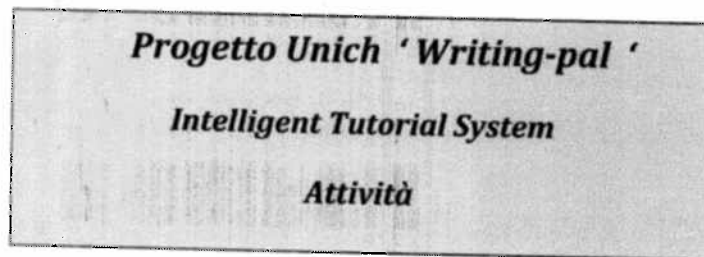 Progetto Unich ‘ Writing-pal ‘
Intelligent Tutorial System
Attività